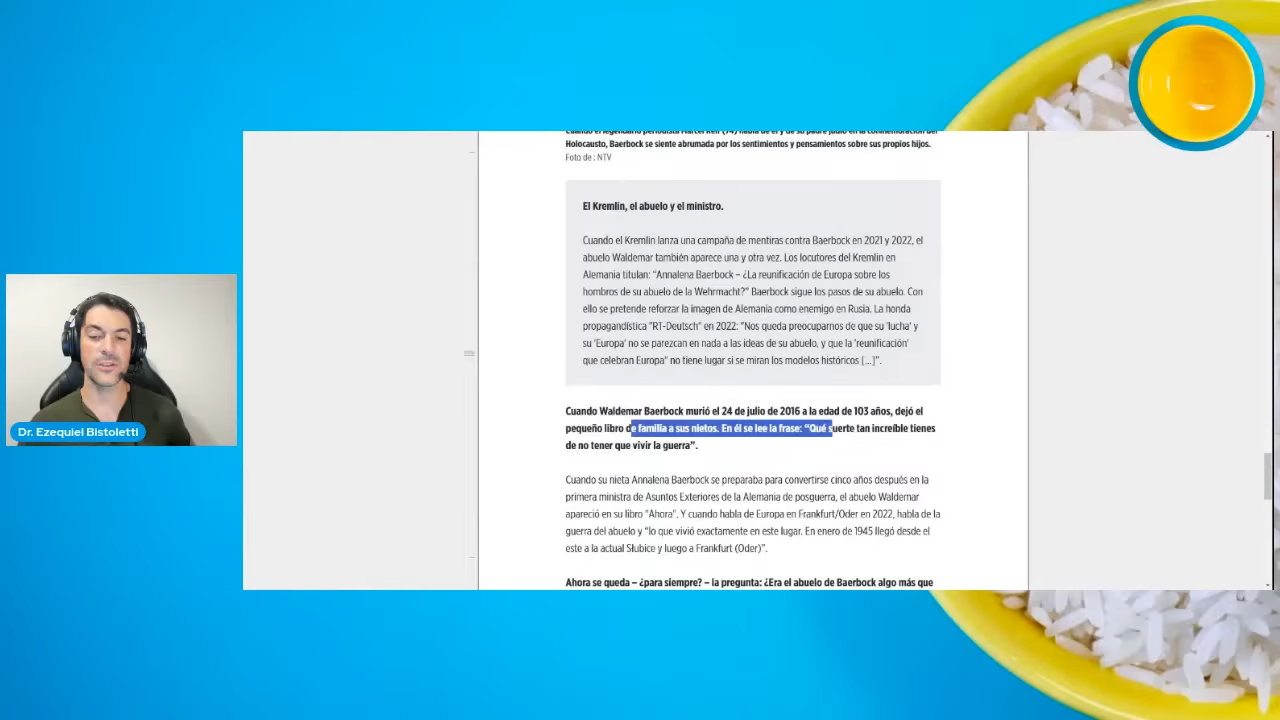 Holocausto, Baerbock se siente abrumada por los sentimientos y pensamientos sobre sus propios hijos.
Foto de : NTV
El Kremlin, el abuelo y el ministro.
Cuando el Kremlin lanza una campaña de mentiras contra Baerbock en 2021 y 2022, el
abuelo Waldemar también aparece una y otra vez. Los locutores del Kremlin en
Alemania titulan: “Annalena Baerbock – ¿La reunificación de Europa sobre los
hombros de su abuelo de la Wehrmacht?” Baerbock sigue los pasos de su abuelo. Con
ello se pretende reforzar la imagen de Alemania como enemigo en Rusia. La honda
propagandística "RT-Deutsch" en 2022: “Nos queda preocuparnos de que su 'lucha' y
su 'Europa' no se parezcan en nada a las ideas de su abuelo, y que la 'reunificación'
que celebran Europa" no tiene lugar si se miran los modelos históricos [...]”.
Cuando Waldemar Baerbock murió el 24 de julio de 2016 a la edad de 103 años, dejó el
pequeño libro de familia a sus nietos. En él se lee la frase: “Qué suerte tan increíble tienes
de no tener que vivir la guerra”.
Cuando su nieta Annalena Baerbock se preparaba para convertirse cinco años después en la
primera ministra de Asuntos Exteriores de la Alemania de posguerra, el abuelo Waldemar
apareció en su libro "Ahora". Y cuando habla de Europa en Frankfurt/Oder en 2022, habla de la
guerra del abuelo y “lo que vivió exactamente en este lugar. En enero de 1945 llegó desde el
este a la actual Słubice y luego a Frankfurt (Oder)”.
Ahora se queda – ¿para siempre? – la pregunta: ¿Era el abuelo de Baerbock algo más que
Dr. Ezequiel Bistoletti